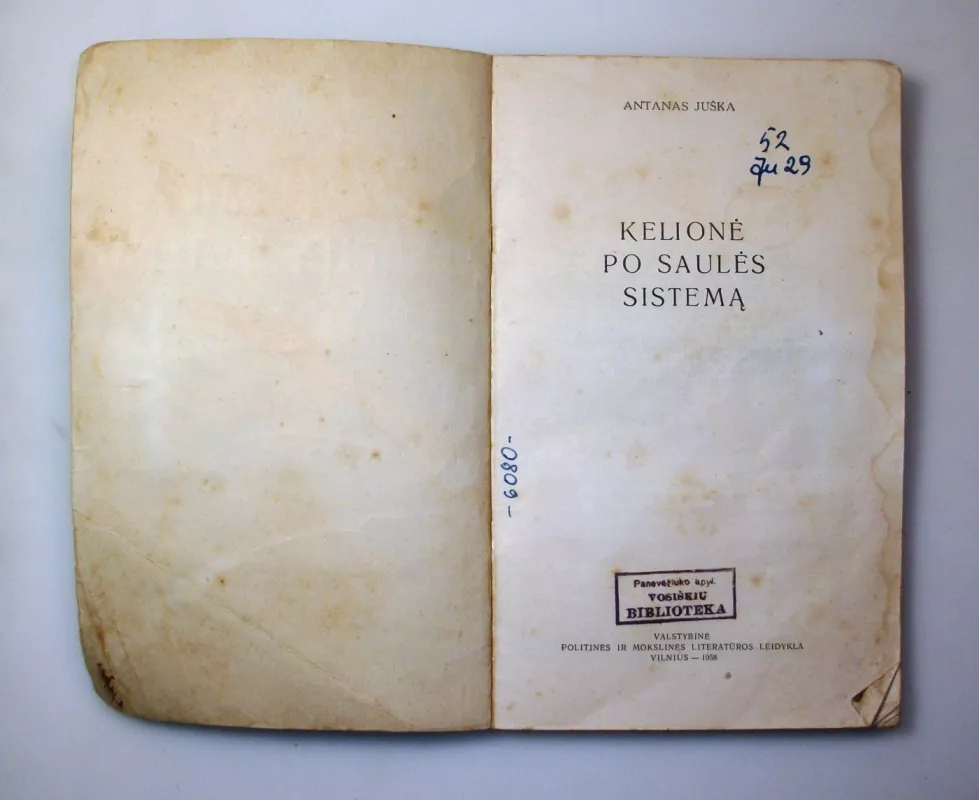 ANTANAS JUŠKA
52
Ju 29
KELIONĖ
PO SAULĖS
SISTEMĄ
-6080-
Panevėžiuko apyl.
VOSIŠKIŲ
BIBLIOTEKA
VALSTYBINĖ
POLITINĖS IR MOKSLINĖS LITERATŪROS LEIDYKLA
VILNIUS — 1958